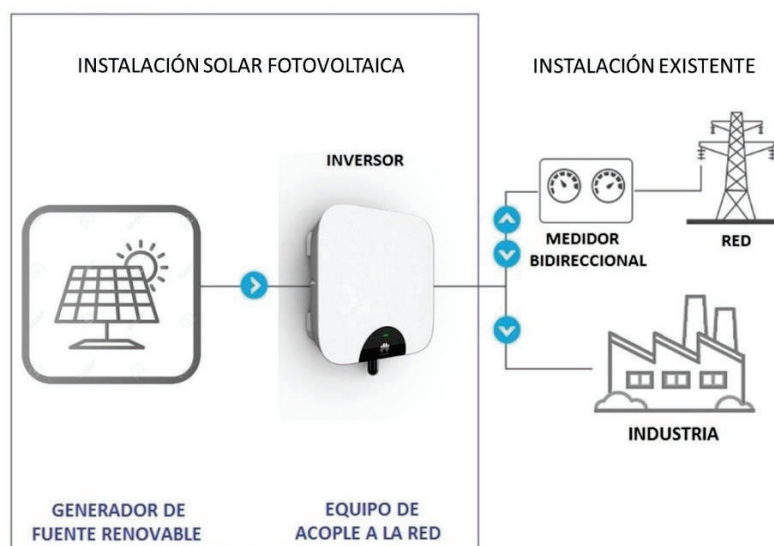 INSTALACIÓN SOLAR FOTOVOLTAICA
INSTALACIÓN EXISTENTE
INVERSOR
MEDIDOR
BIDIRECCIONAL
RED
INDUSTRIA
GENERADOR DE
FUENTE RENOVABLE
EQUIPO DE
ACOPLE A LA RED